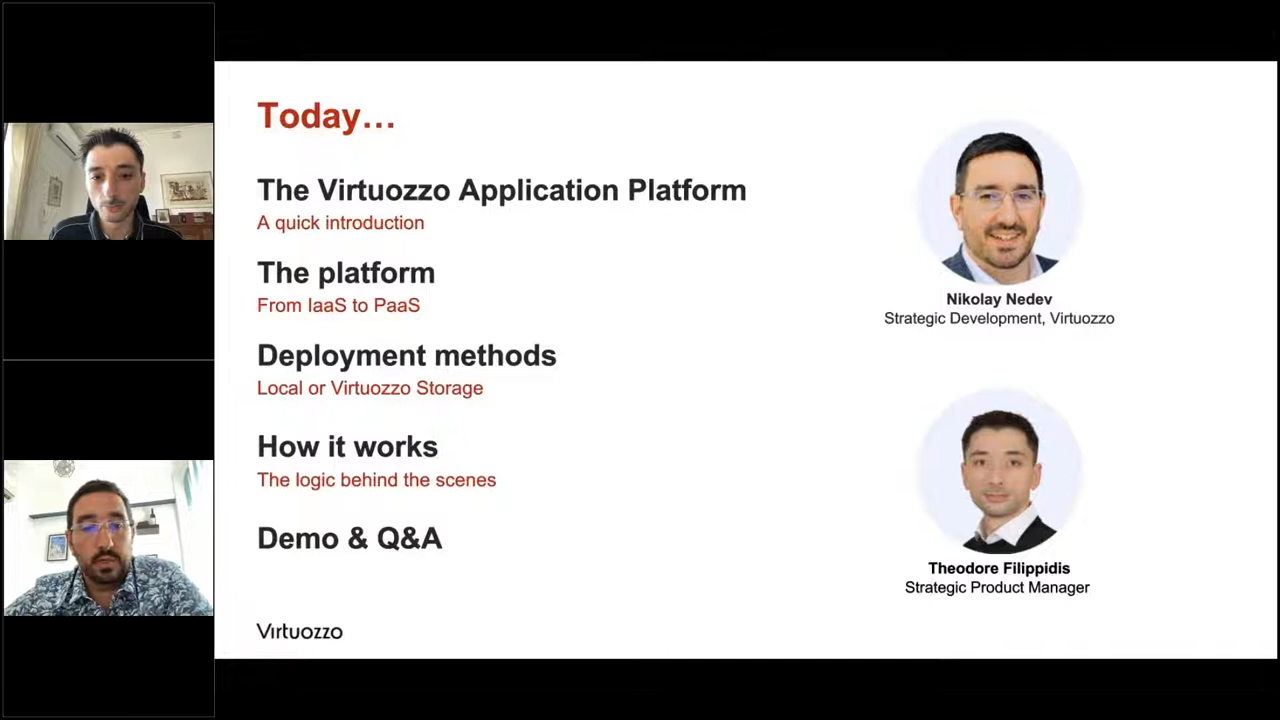 Today…
The Virtuozzo Application Platform
A quick introduction
The platform
From IaaS to PaaS
Deployment methods
Local or Virtuozzo Storage
How it works
The logic behind the scenes
Demo & Q&A
Virtuozzo
Nikolay Nedev
Strategic Development, Virtuozzo
Theodore Filippidis
Strategic Product Manager